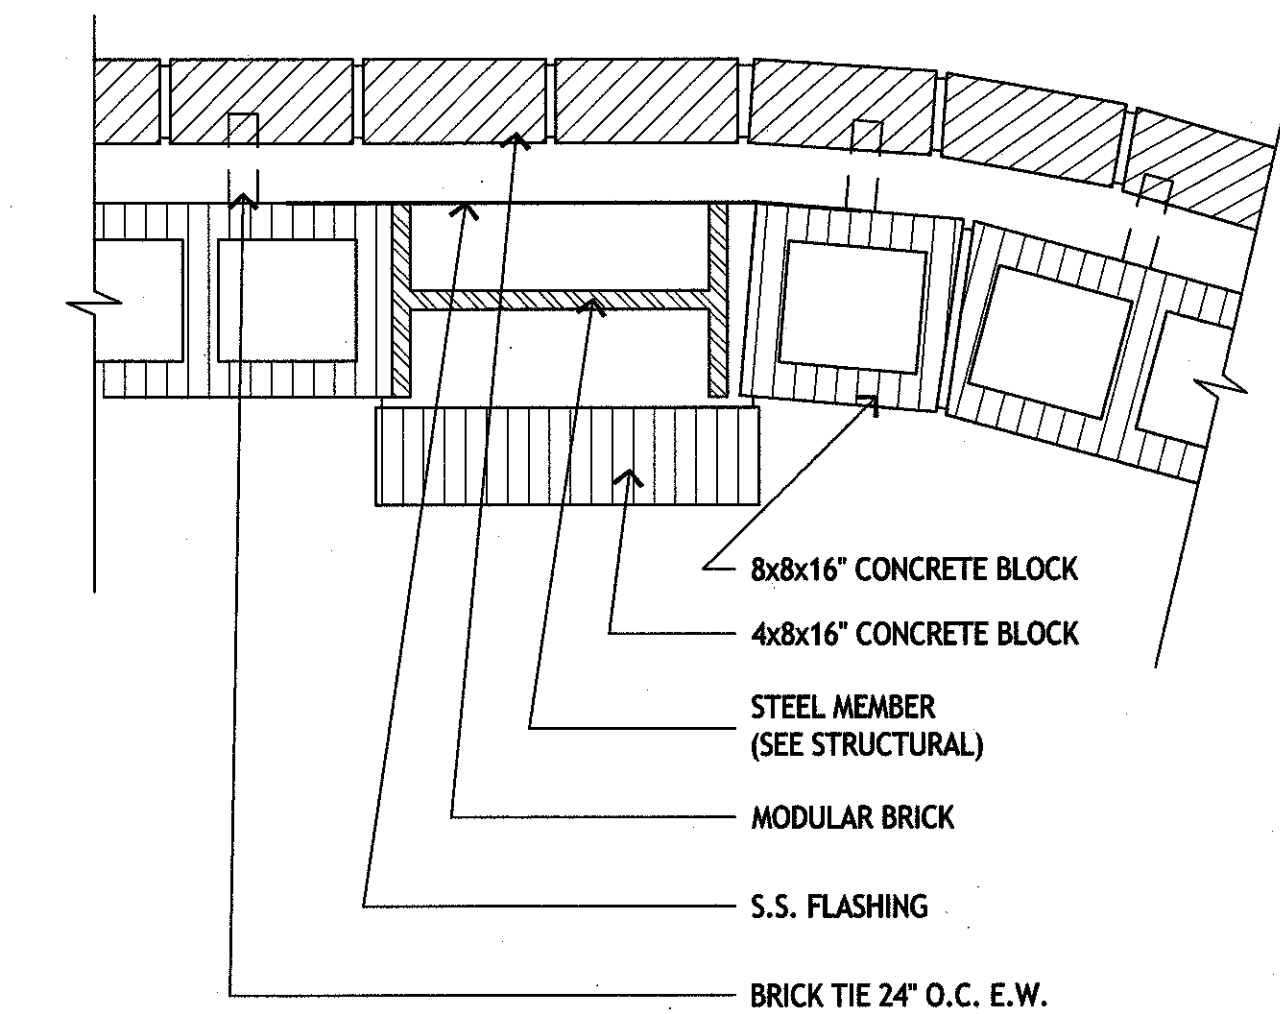 8x8x16" CONCRETE BLOCK
4x8x16" CONCRETE BLOCK
STEEL MEMBER
(SEE STRUCTURAL)
MODULAR BRICK
S.S. FLASHING
BRICK TIE 24" O.C. E.W.